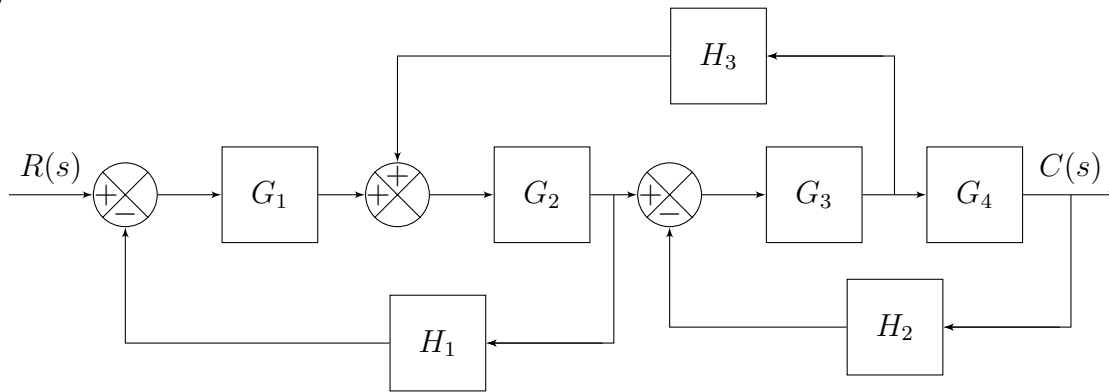 H₃
R(s)
C(s)
+
−
G₁
+
+
G₂
+
−
G₃
G₄
H₁
H₂